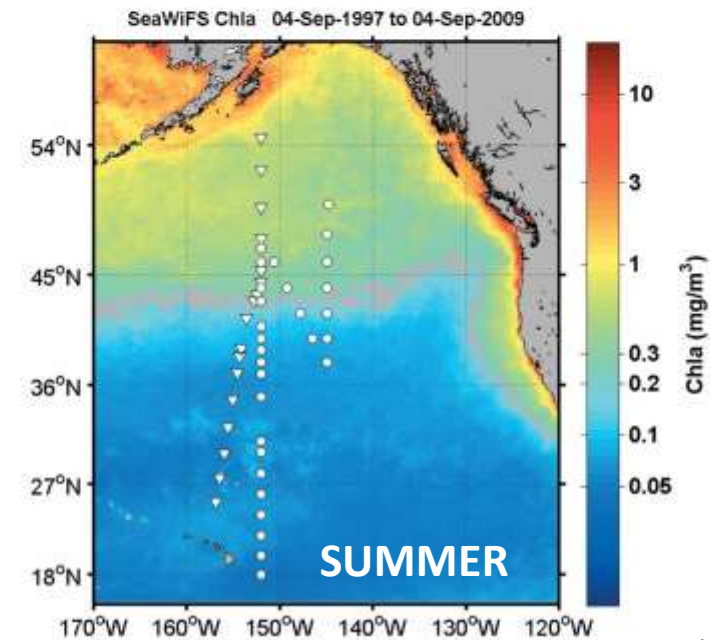 SeaWiFS Chla 04-Sep-1997 to 04-Sep-2009
54°N
45°N
36°N
27°N
18°N
170°W 160°W 150°W 140°W 130°W 120°W
SUMMER
10
3
1
0.3
0.2
0.1
0.05
Chla (mg/m³)